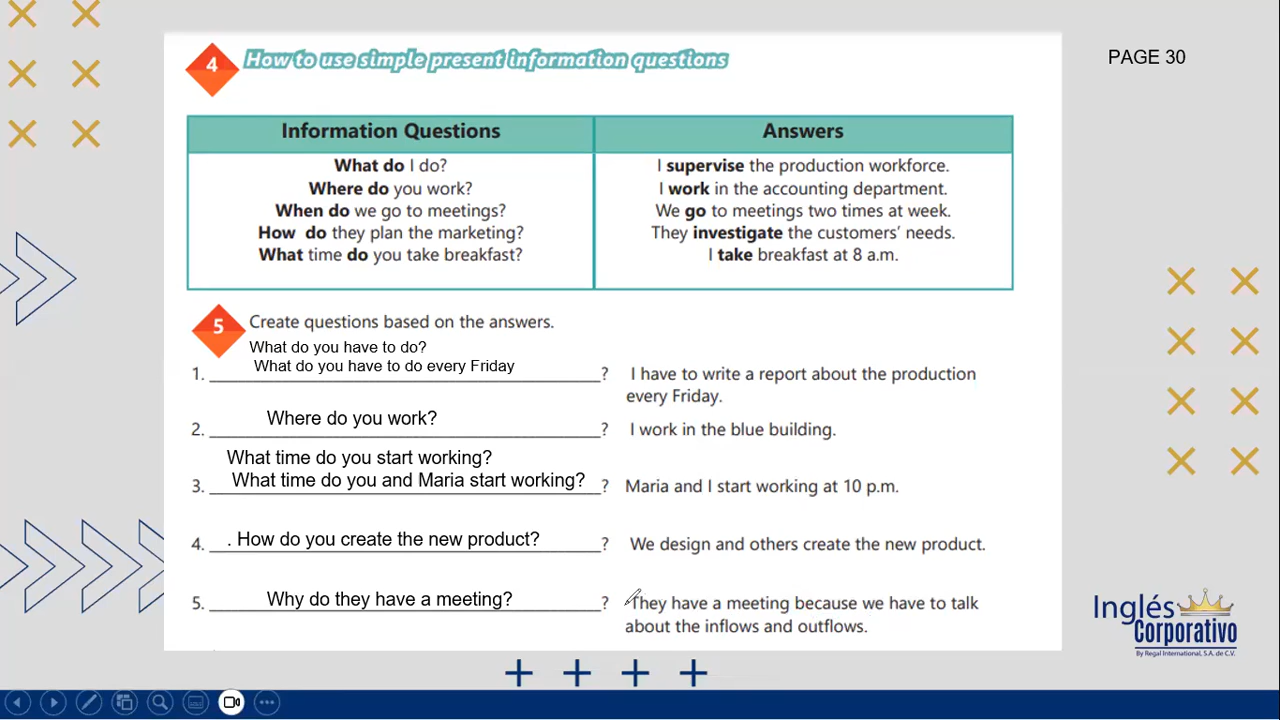 PAGE 30
4
How to use simple present information questions
Information Questions
Answers
What do I do?
I supervise the production workforce.
Where do you work?
I work in the accounting department.
When do we go to meetings?
We go to meetings two times at week.
How do they plan the marketing?
They investigate the customers' needs.
What time do you take breakfast?
I take breakfast at 8 a.m.
5
Create questions based on the answers.
What do you have to do?
What do you have to do every Friday
1. ______________________________?
I have to write a report about the production
every Friday.
Where do you work?
2. ______________________________?
I work in the blue building.
What time do you start working?
What time do you and Maria start working?
3. ______________________________?
Maria and I start working at 10 p.m.
. How do you create the new product?
4. ______________________________?
We design and others create the new product.
Why do they have a meeting?
5. ______________________________?
They have a meeting because we have to talk
about the inflows and outflows.
Inglés
Corporativo
By Regal International, S.A. de C.V.